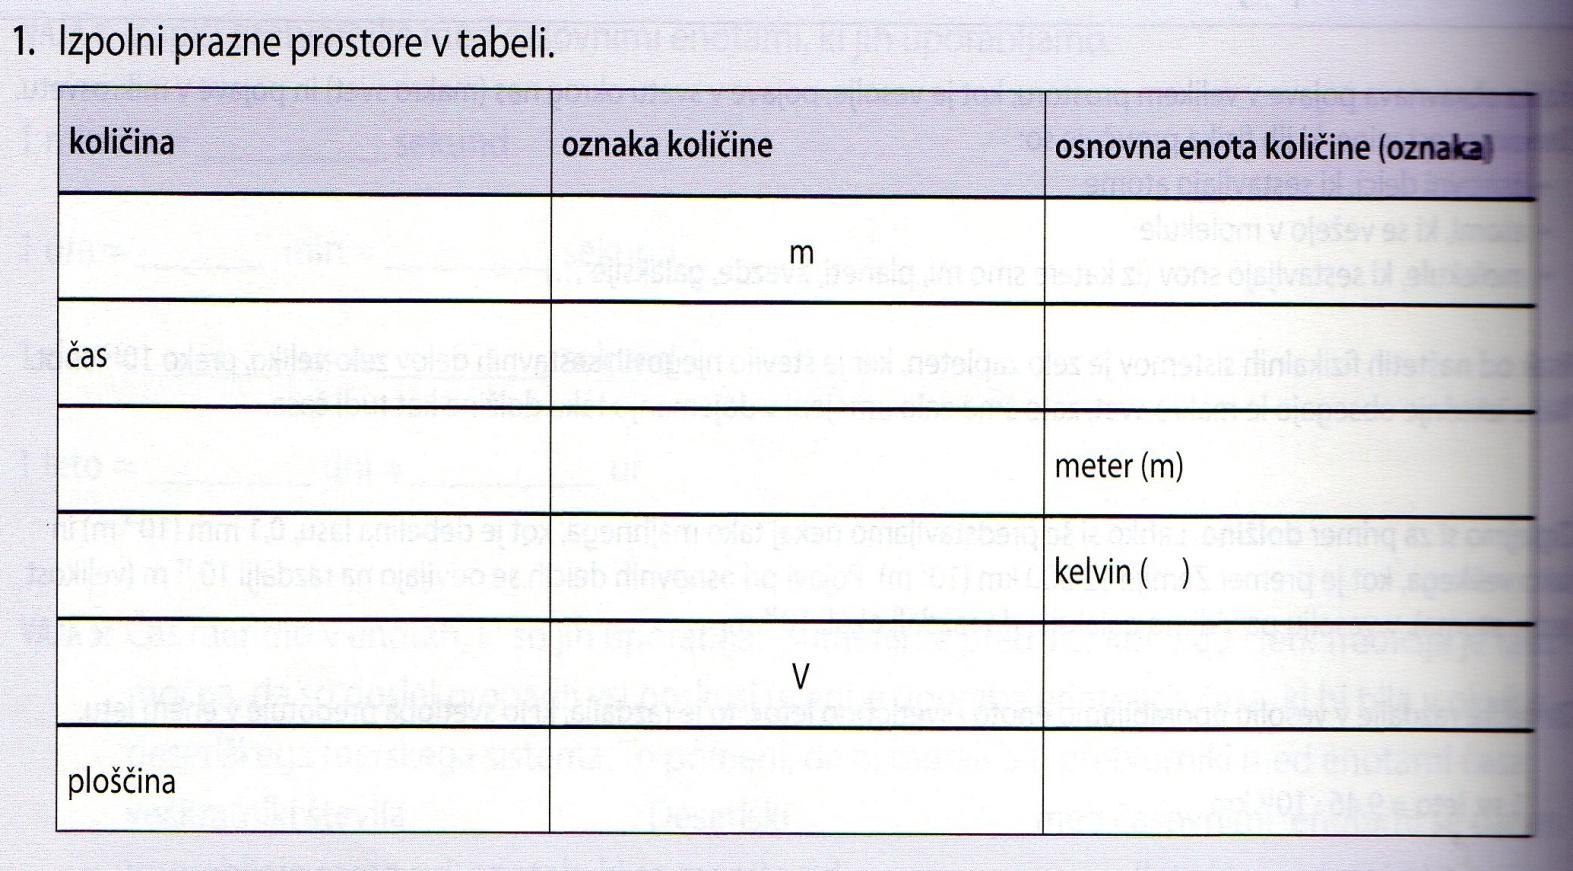 1. Izpolni prazne prostore v tabeli.
količina oznaka količine osnovna enota količine (oznaka)
m
čas
meter (m)
kelvin ( )
V
ploščina